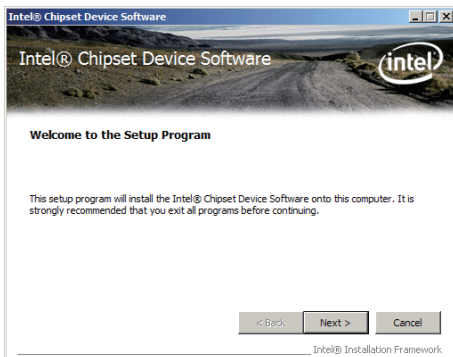 Intel® Chipset Device Software
Intel® Chipset Device Software
intel
Welcome to the Setup Program
This setup program will install the Intel® Chipset Device Software onto this computer. It is
strongly recommended that you exit all programs before continuing.
< Back Next > Cancel
Intel® Installation Framework